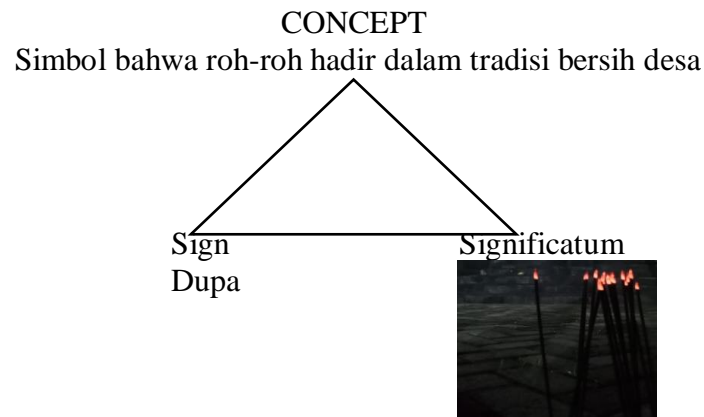 CONCEPT
Simbol bahwa roh-roh hadir dalam tradisi bersih desa
Sign
Significatum
Dupa